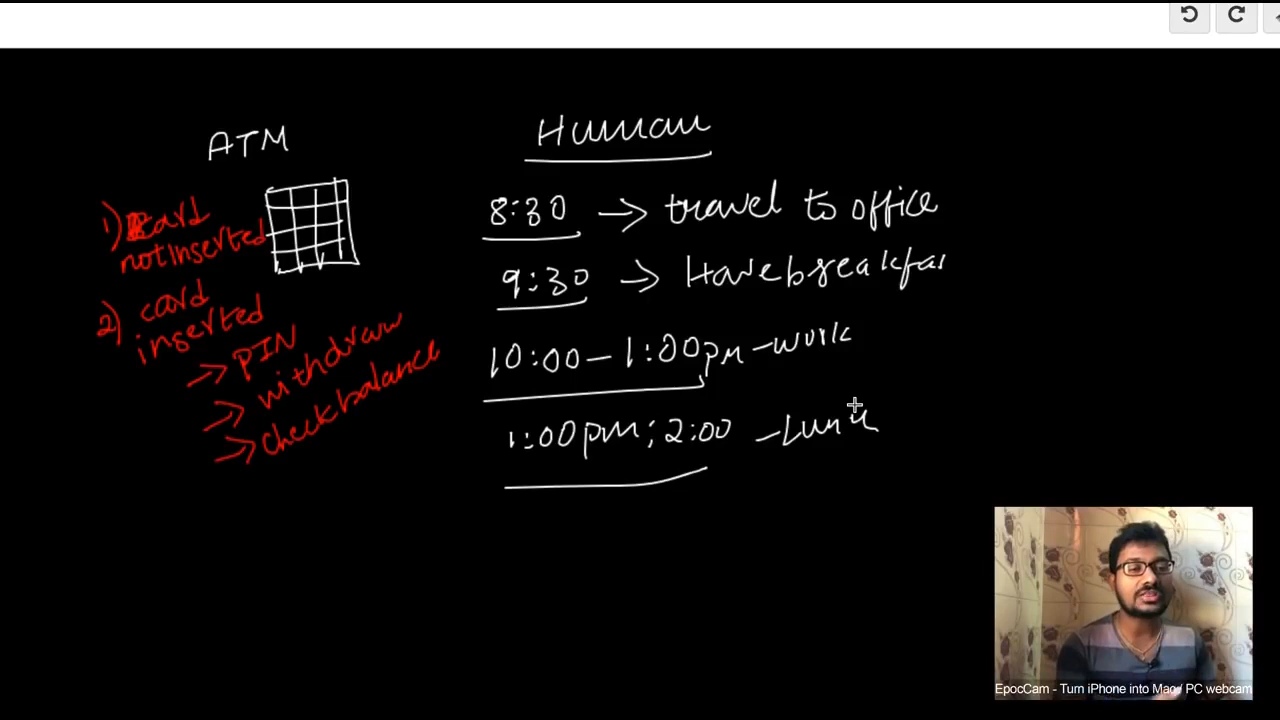 ATM
1) card
not inserted
2) card
inserted
→ PIN
→ withdraw
→ check balance
Human
8:30 → travel to office
9:30 → Have breakfas
10:00 - 1:00pm - work
1:00pm ; 2:00 - Lunch
EpocCam - Turn iPhone into Mac / PC webcam